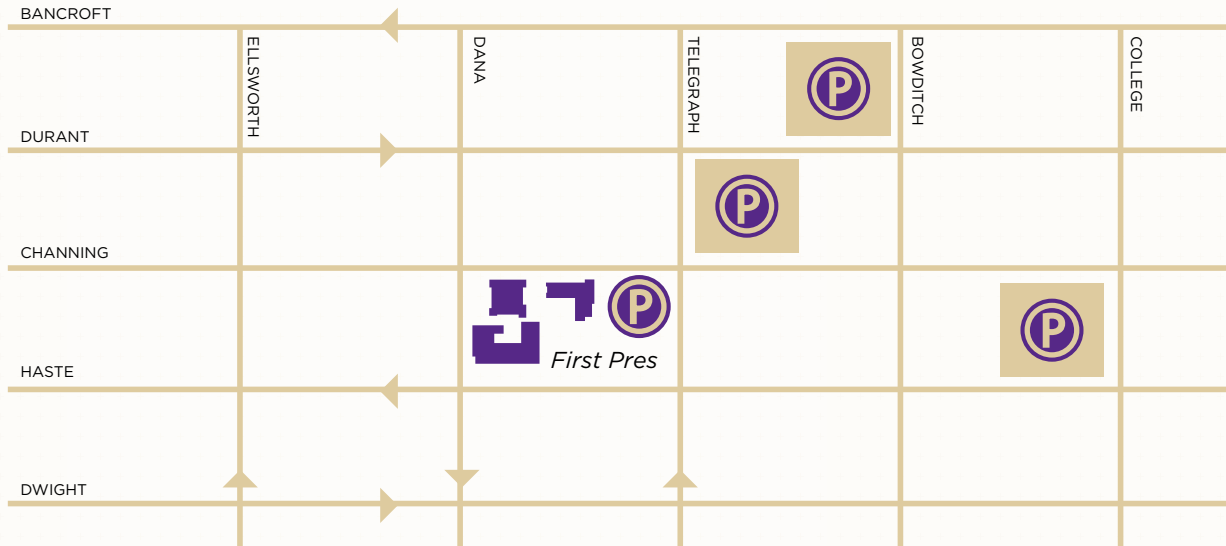 BANCROFT
ELLSWORTH
DANA
TELEGRAPH
BOWDITCH
COLLEGE
P
DURANT
P
CHANNING
P
P
First Pres
HASTE
DWIGHT